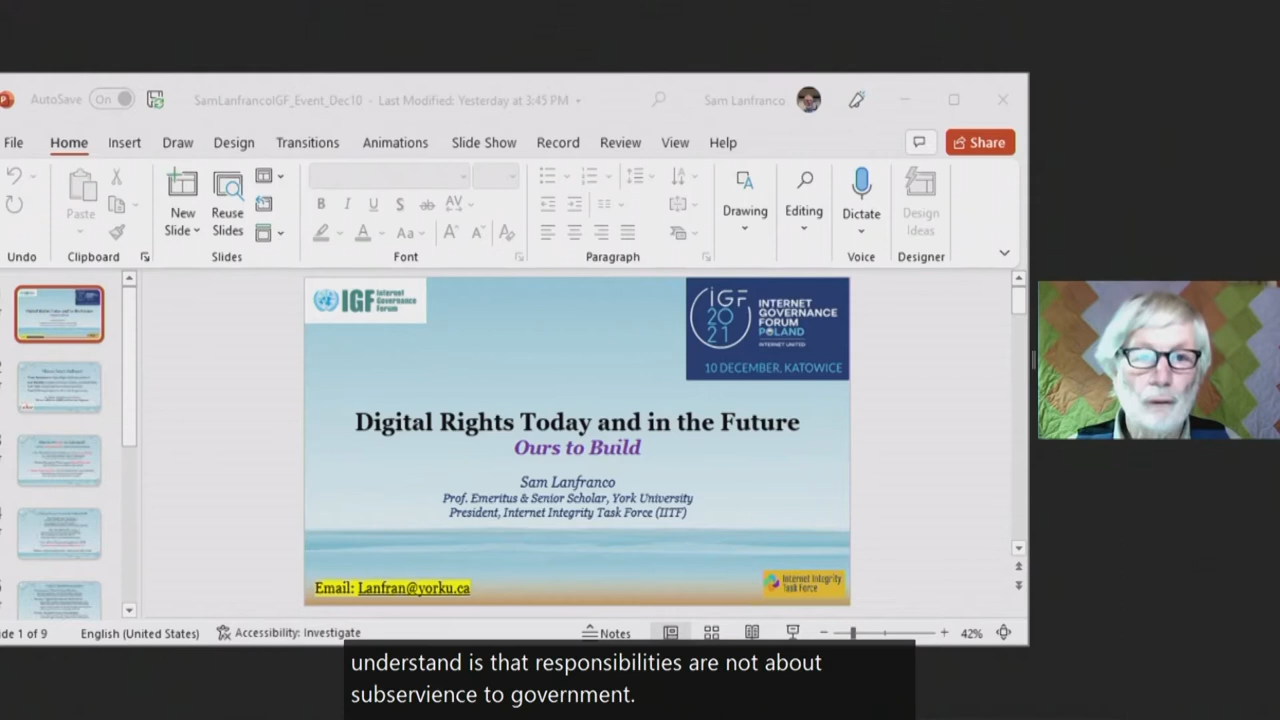 AutoSave On SamLanfrancoIGF_Event_Dec10 - Last Modified: Yesterday at 3:45 PM Sam Lanfranco
File Home Insert Draw Design Transitions Animations Slide Show Record Review View Help Share
Paste New Slide Reuse Slides Drawing Editing Dictate Design Ideas
Undo Clipboard Slides Font Paragraph Voice Designer
IGF Internet Governance Forum
IGF 2021
INTERNET
GOVERNANCE
FORUM
POLAND
INTERNET UNITED
10 DECEMBER, KATOWICE
Digital Rights Today and in the Future
Ours to Build
Sam Lanfranco
Prof. Emeritus & Senior Scholar, York University
President, Internet Integrity Task Force (IITF)
Email: Lanfran@yorku.ca
Internet Integrity
Task Force
de 1 of 9 English (United States) Accessibility: Investigate Notes 42%
understand is that responsibilities are not about
subservience to government.